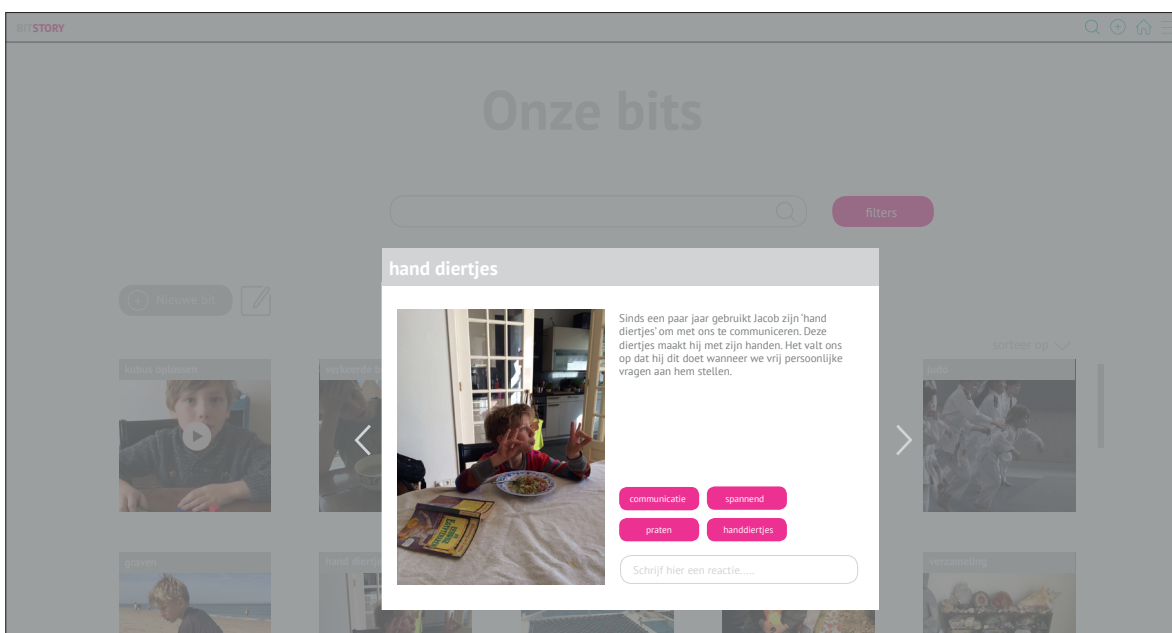 BITSTORY
Onze bits
filters
hand diertjes
Nieuwe bit
Sinds een paar jaar gebruikt Jacob zijn ‘hand
diertjes’ om met ons te communiceren. Deze
diertjes maakt hij met zijn handen. Het valt ons
op dat hij dit doet wanneer we vrij persoonlijke
vragen aan hem stellen.
sorteer op
kubus oplossen
verkeerde
judo
communicatie
spannend
praten
handdiertjes
Schrijf hier een reactie.....
graven
hand diertjes
verzameling